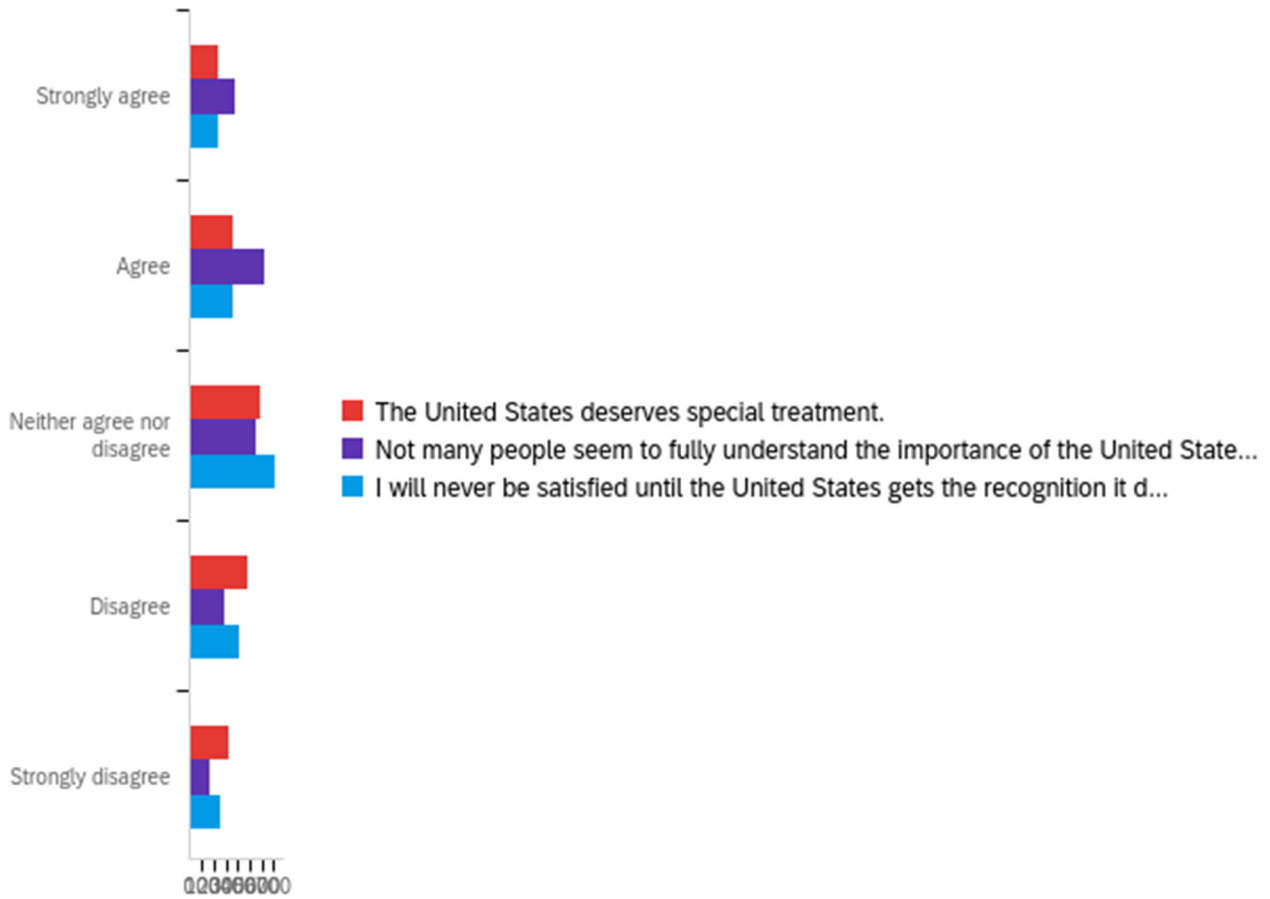 Strongly agree
Agree
Neither agree nor
disagree
The United States deserves special treatment.
Not many people seem to fully understand the importance of the United State...
I will never be satisfied until the United States gets the recognition it d...
Disagree
Strongly disagree